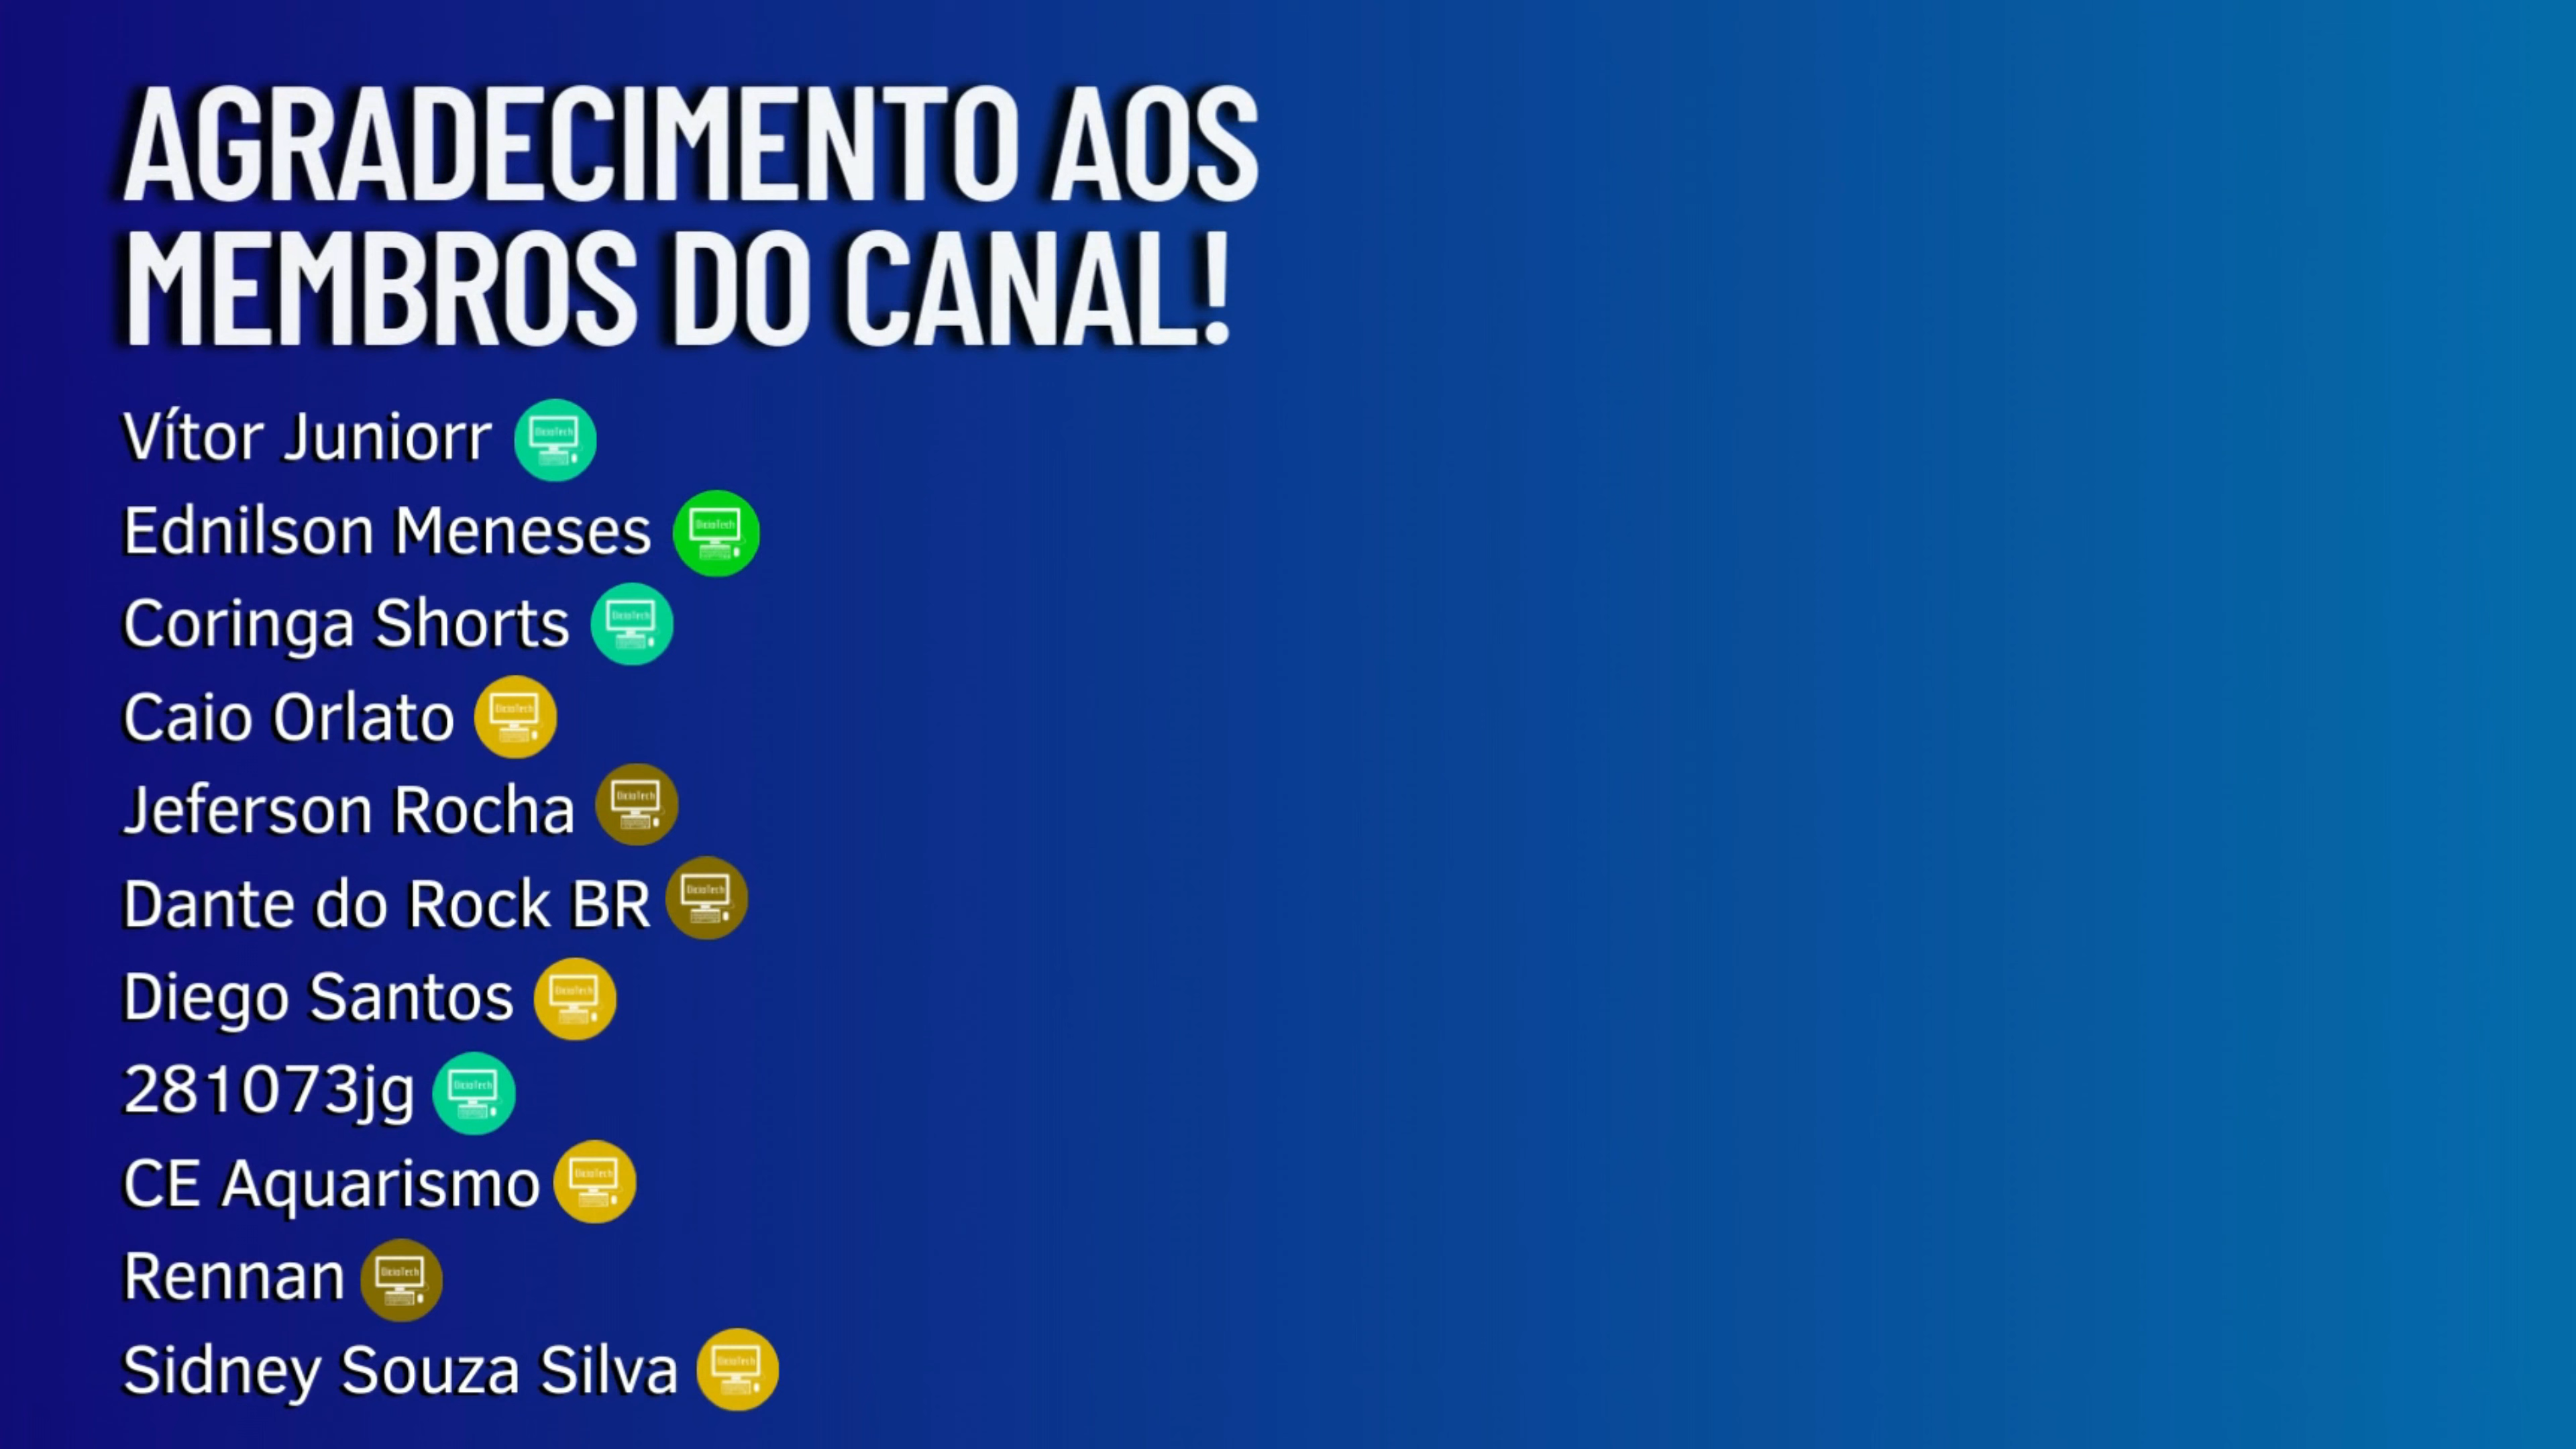 AGRADECIMENTO AOS
MEMBROS DO CANAL!
Vítor Juniorr
Ednilson Meneses
Coringa Shorts
Caio Orlato
Jeferson Rocha
Dante do Rock BR
Diego Santos
281073jg
CE Aquarismo
Rennan
Sidney Souza Silva